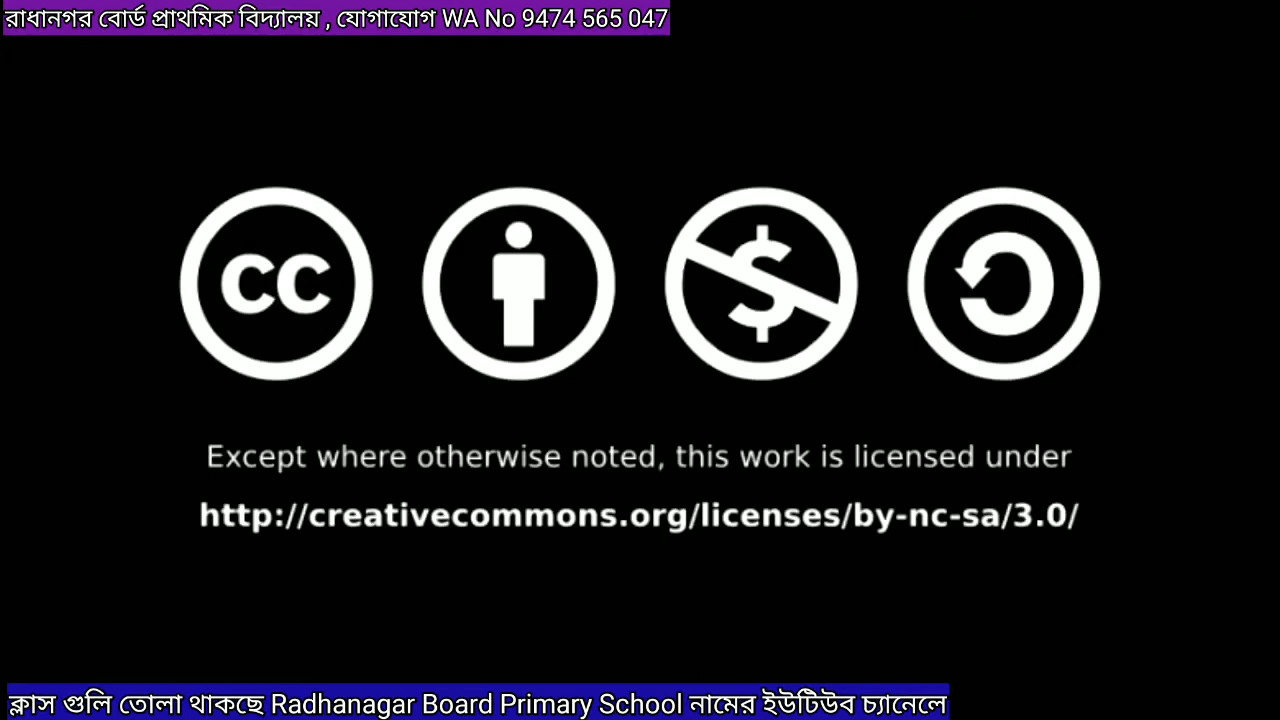 রাধানগর বোর্ড প্রাথমিক বিদ্যালয় , যোগাযোগ WA No 9474 565 047
cc
$
Except where otherwise noted, this work is licensed under
http://creativecommons.org/licenses/by-nc-sa/3.0/
ক্লাস গুলি তোলা থাকছে Radhanagar Board Primary School নামের ইউটিউব চ্যানেলে